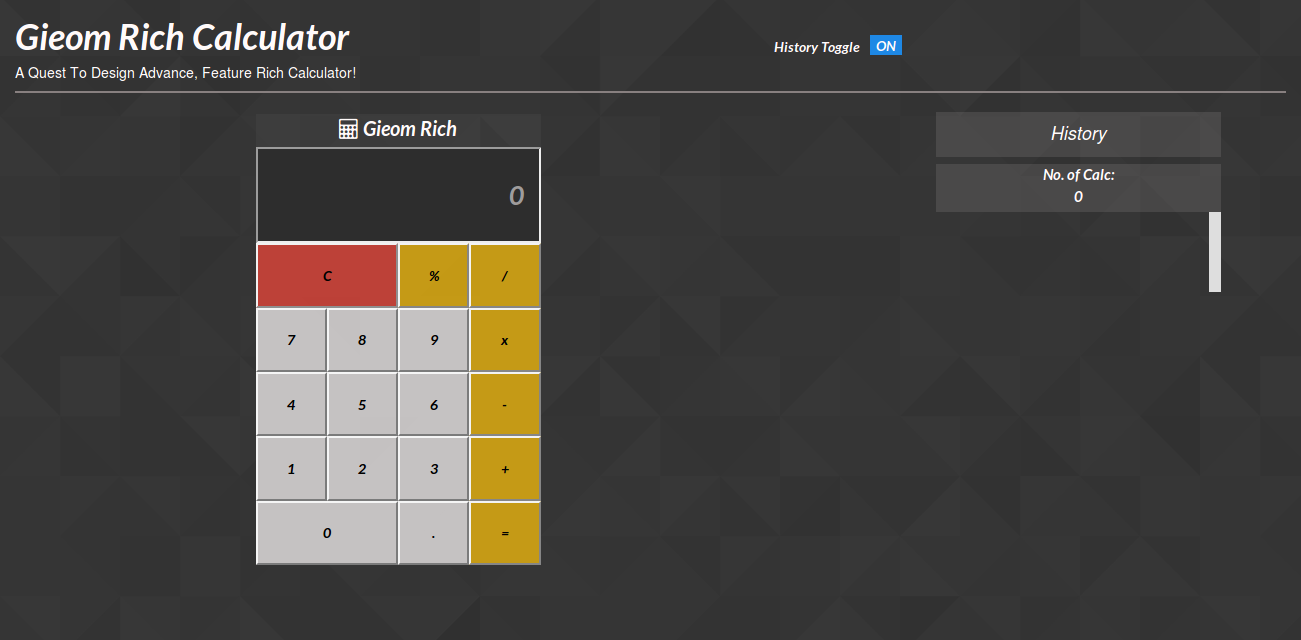 Gieom Rich Calculator
A Quest To Design Advance, Feature Rich Calculator!
History Toggle ON
Gieom Rich
0
C % /
7 8 9 x
4 5 6 -
1 2 3 +
0 . =
History
No. of Calc:
0